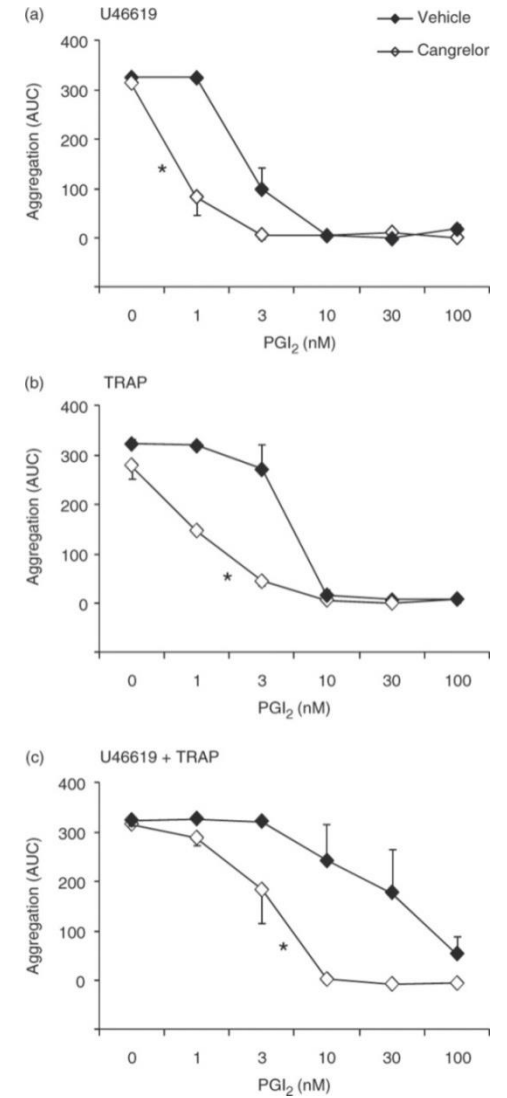 (a) U46619
Vehicle
Cangrelor
400
300
200
100
0
Aggregation (AUC)
*
0 1 3 10 30 100
PGI2 (nM)
(b) TRAP
400
300
200
100
0
Aggregation (AUC)
*
0 1 3 10 30 100
PGI2 (nM)
(c) U46619 + TRAP
400
300
200
100
0
Aggregation (AUC)
*
0 1 3 10 30 100
PGI2 (nM)